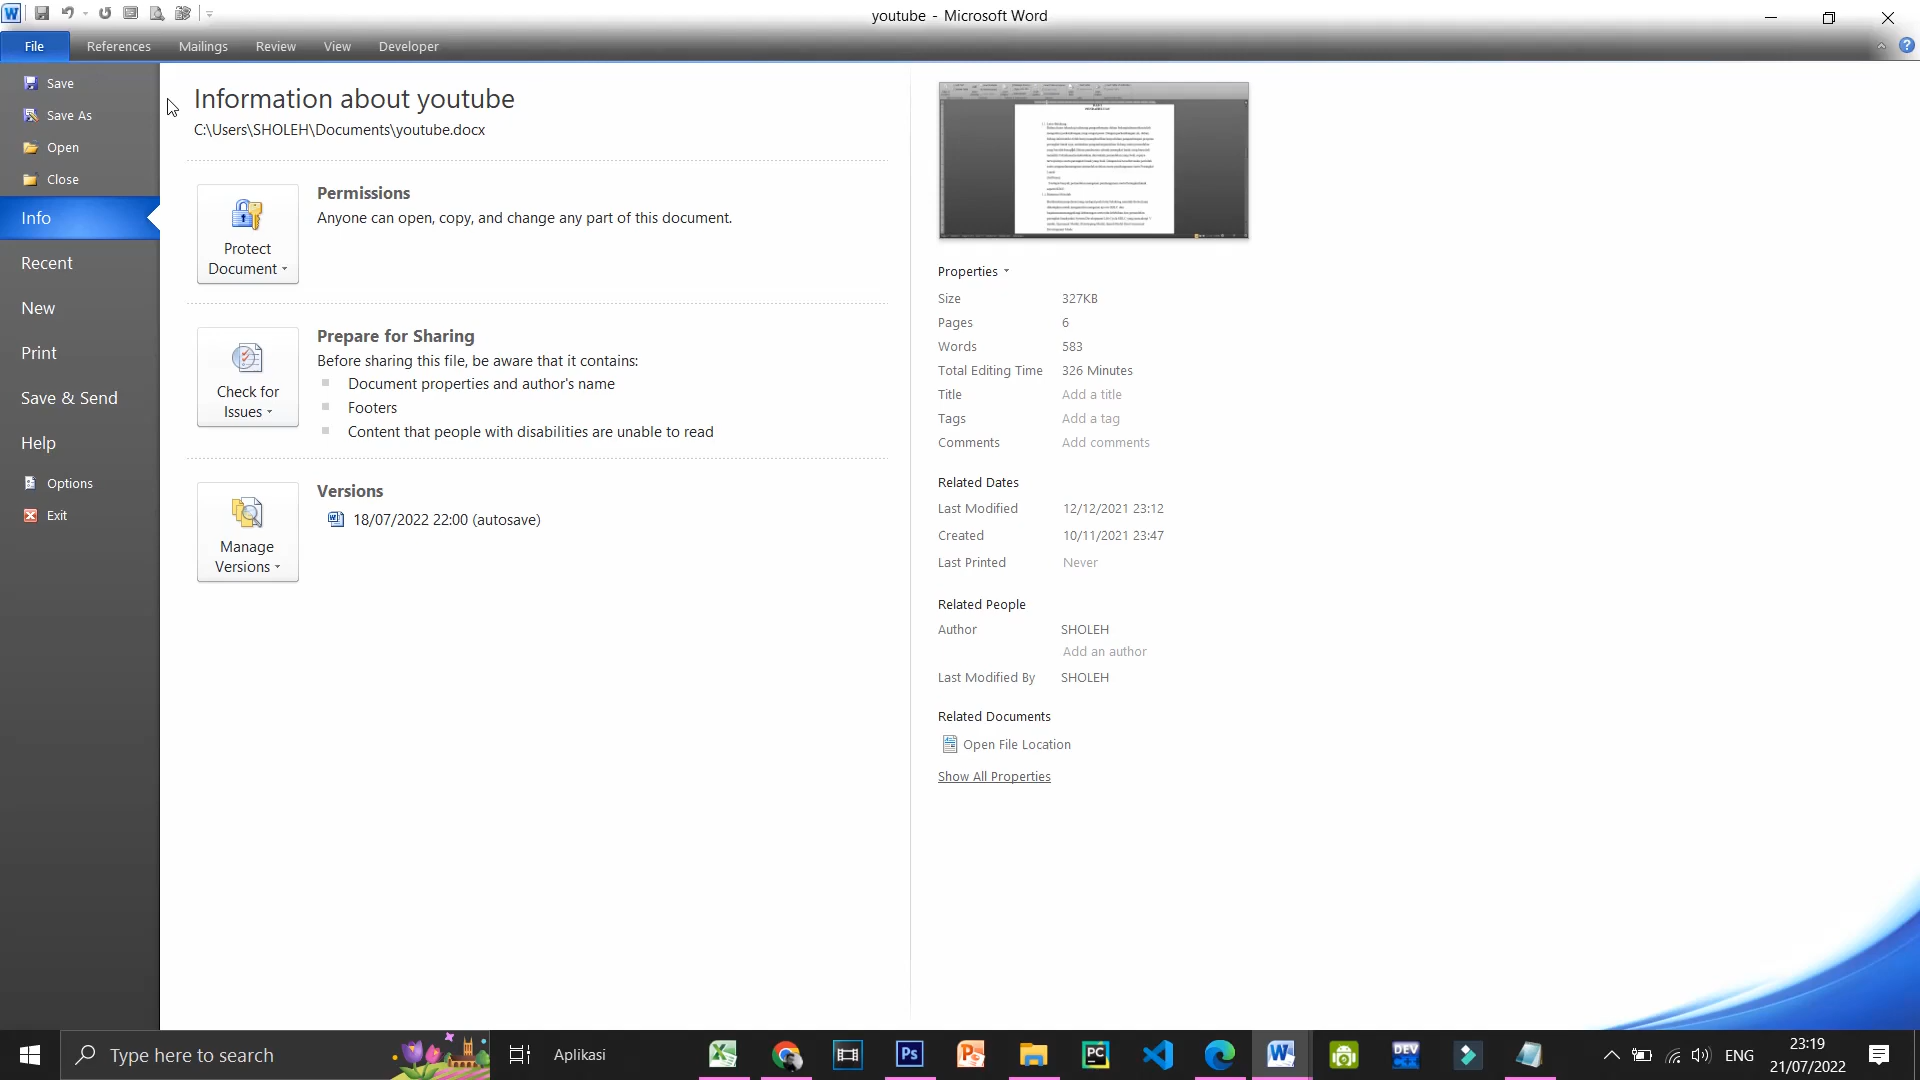 youtube - Microsoft Word
File References Mailings Review View Developer
Save
Save As
Open
Close
Info
Recent
New
Print
Save & Send
Help
Options
Exit
Information about youtube
C:\Users\SHOLEH\Documents\youtube.docx
Protect
Document
Permissions
Anyone can open, copy, and change any part of this document.
Check for
Issues
Prepare for Sharing
Before sharing this file, be aware that it contains:
Document properties and author's name
Footers
Content that people with disabilities are unable to read
Manage
Versions
Versions
18/07/2022 22:00 (autosave)
Properties
Size 327KB
Pages 6
Words 583
Total Editing Time 326 Minutes
Title Add a title
Tags Add a tag
Comments Add comments
Related Dates
Last Modified 12/12/2021 23:12
Created 10/11/2021 23:47
Last Printed Never
Related People
Author SHOLEH
Add an author
Last Modified By SHOLEH
Related Documents
Open File Location
Show All Properties
Type here to search
Aplikasi
Ps
PC
DEV
ENG
23:19
21/07/2022